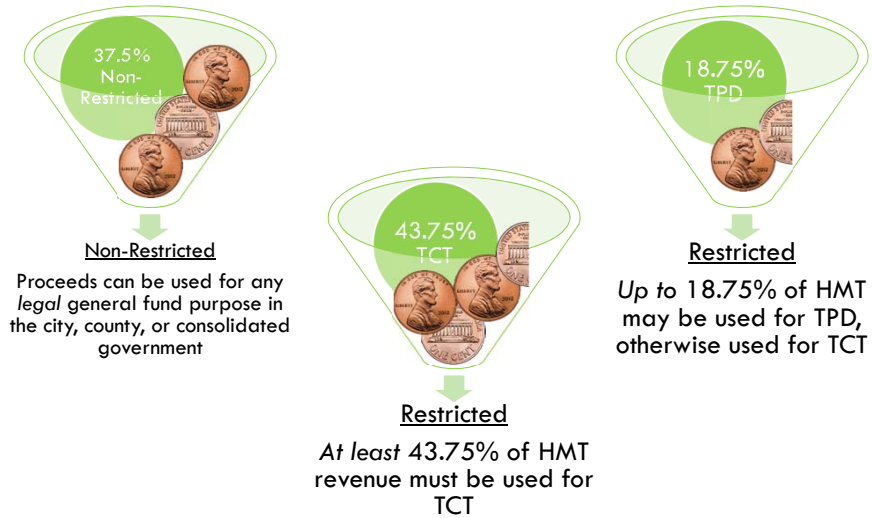 37.5%
Non-
Restricted
Non-Restricted
Proceeds can be used for any
legal general fund purpose in
the city, county, or consolidated
government
43.75%
TCT
Restricted
At least 43.75% of HMT
revenue must be used for
TCT
18.75%
TPD
Restricted
Up to 18.75% of HMT
may be used for TPD,
otherwise used for TCT